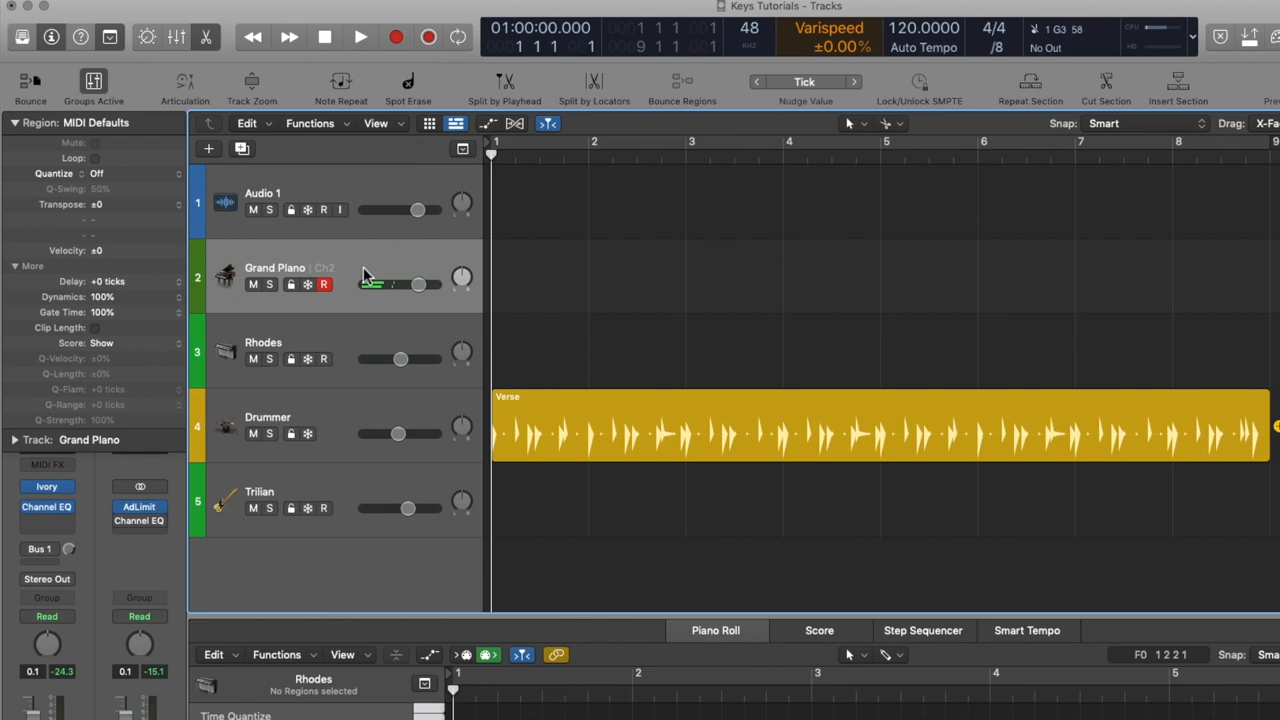 Keys Tutorials - Tracks
01:00:00.000 0001 1 1 001 48 Varispeed 120.0000 4/4 1 G3 58 CPU
1 1 1 001 0009 1 1 001 KHZ ±0.00% Auto Tempo /8 No Out HD
Bounce Groups Active Articulation Track Zoom Note Repeat Spot Erase Split by Playhead Split by Locators Bounce Regions Tick Nudge Value Lock/Unlock SMPTE Repeat Section Cut Section Insert Section
Region: MIDI Defaults
Edit Functions View Snap: Smart Drag: X-Fa
Mute:
Loop:
Quantize Off
Q-Swing: 50%
Transpose: ±0
Velocity: ±0
More
Delay: +0 ticks
Dynamics: 100%
Gate Time: 100%
Clip Length:
Score: Show
Q-Velocity: ±0%
Q-Length: ±0%
Q-Flam: +0 ticks
Q-Range: +0 ticks
Q-Strength: 100%
Track: Grand Piano
MIDI FX
Ivory
Channel EQ AdLimit
Channel EQ
Bus 1
Stereo Out
Group Group
Read Read
0.1 -24.3 0.1 -15.1
1 2 3 4 5 6 7 8 9
1 Audio 1
M S R I
2 Grand Piano | Ch2
M S R
3 Rhodes
M S R
4 Drummer
M S
Verse
5 Trilian
M S R
Piano Roll Score Step Sequencer Smart Tempo
Edit Functions View F0 1 2 2 1 Snap: Sma
Rhodes
No Regions selected
1 2 3 4 5
Time Quantize